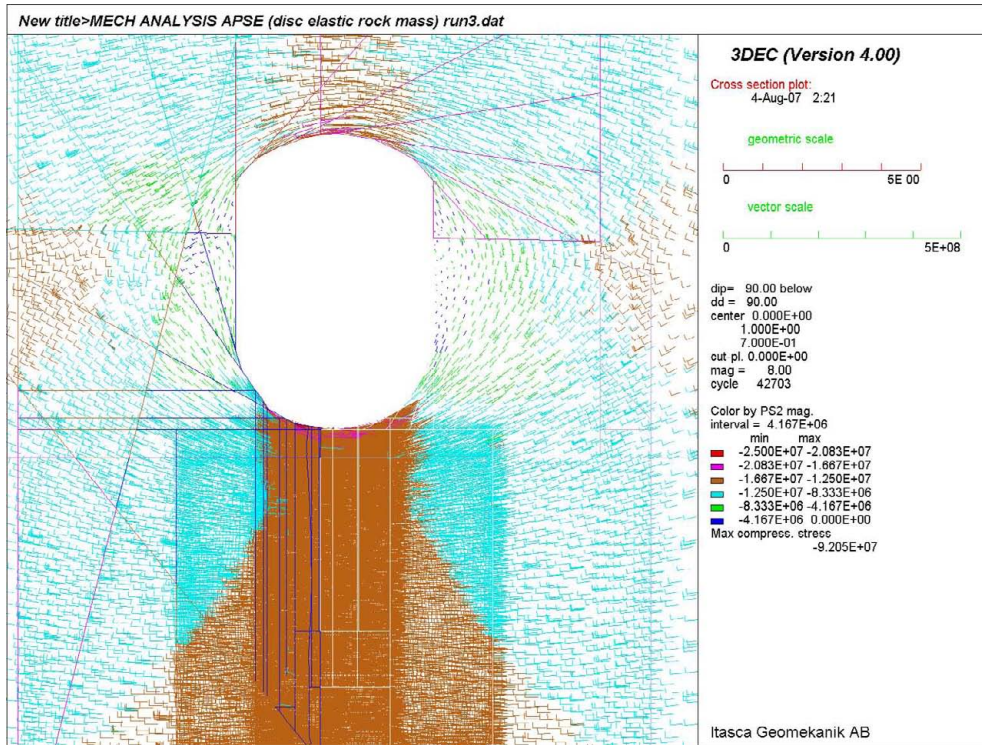 New title>MECH ANALYSIS APSE (disc elastic rock mass) run3.dat
3DEC (Version 4.00)
Cross section plot:
4-Aug-07 2:21
geometric scale
0 5E 00
vector scale
0 5E+08
dip= 90.00 below
dd = 90.00
center 0.000E+00
1.000E+00
7.000E-01
cut pl. 0.000E+00
mag = 8.00
cycle 42703
Color by PS2 mag.
interval = 4.167E+06
min max
-2.500E+07 -2.083E+07
-2.083E+07 -1.667E+07
-1.667E+07 -1.250E+07
-1.250E+07 -8.333E+06
-8.333E+06 -4.167E+06
-4.167E+06 0.000E+00
Max compress. stress
-9.205E+07
Itasca Geomekanik AB